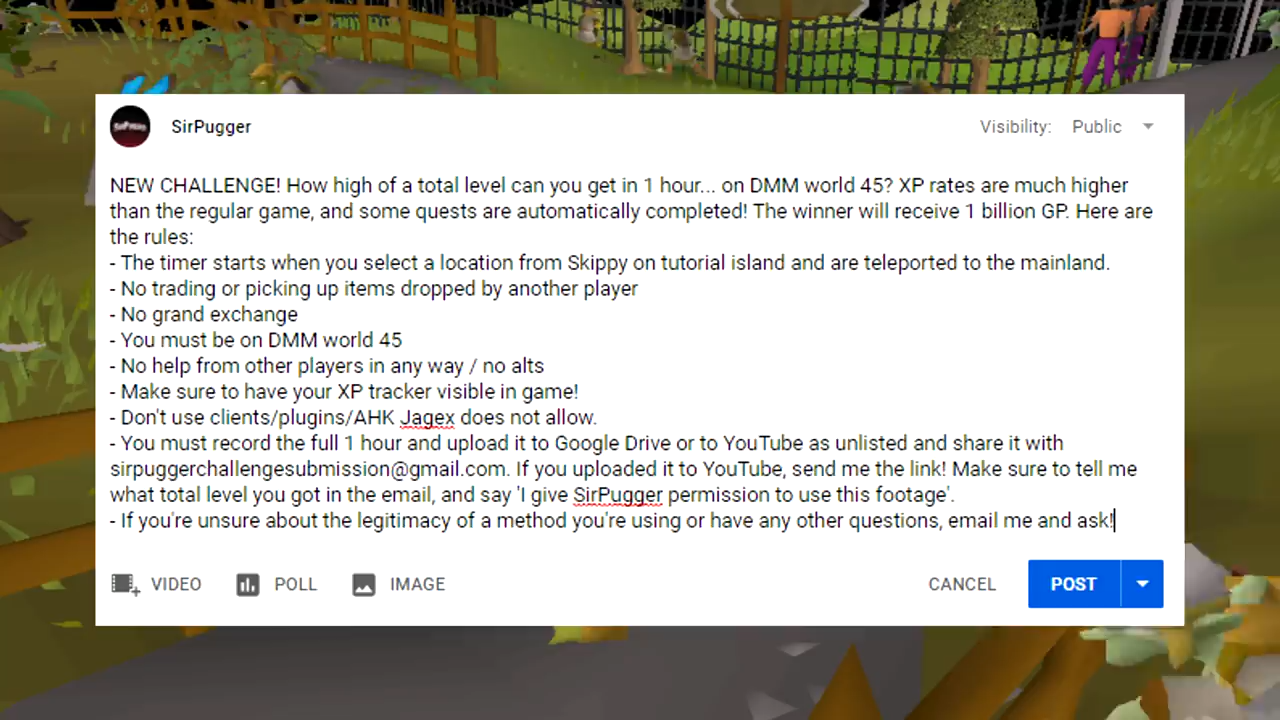 SirPugger
Visibility: Public
NEW CHALLENGE! How high of a total level can you get in 1 hour... on DMM world 45? XP rates are much higher
than the regular game, and some quests are automatically completed! The winner will receive 1 billion GP. Here are
the rules:
- The timer starts when you select a location from Skippy on tutorial island and are teleported to the mainland.
- No trading or picking up items dropped by another player
- No grand exchange
- You must be on DMM world 45
- No help from other players in any way / no alts
- Make sure to have your XP tracker visible in game!
- Don't use clients/plugins/AHK Jagex does not allow.
- You must record the full 1 hour and upload it to Google Drive or to YouTube as unlisted and share it with
sirpuggerchallengesubmission@gmail.com. If you uploaded it to YouTube, send me the link! Make sure to tell me
what total level you got in the email, and say 'I give SirPugger permission to use this footage'.
- If you're unsure about the legitimacy of a method you're using or have any other questions, email me and ask!
VIDEO POLL IMAGE CANCEL POST